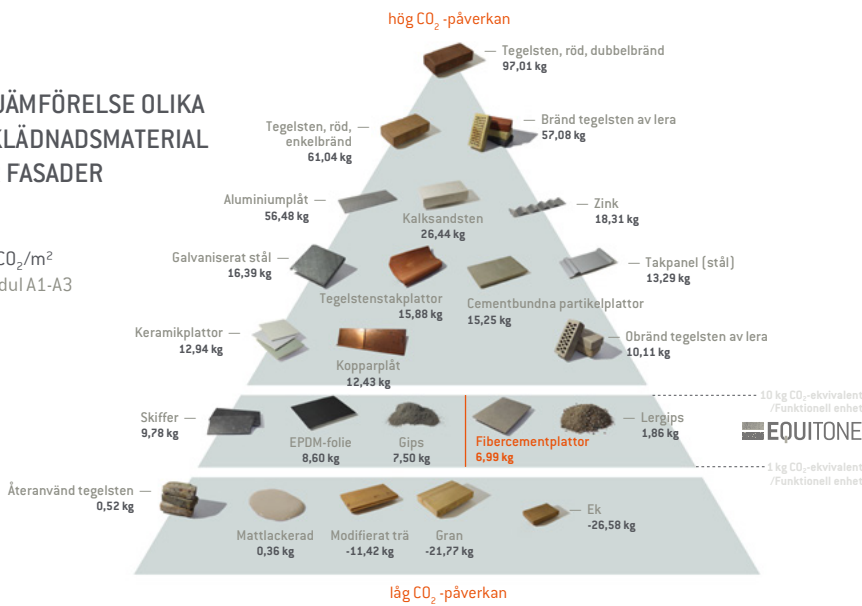 hög CO₂ -påverkan
Tegelsten, röd, dubbelbränd
97,01 kg
JÄMFÖRELSE OLIKA
KLÄDNADSMATERIAL
FASADER
Tegelsten, röd,
enkelbränd
61,04 kg
Bränd tegelsten av lera
57,08 kg
Aluminiumplåt
56,48 kg
Kalksandsten
26,44 kg
Zink
18,31 kg
CO₂/m²
dul A1-A3
Galvaniserat stål
16,39 kg
Tegelstenstakplattor
15,88 kg
Cementbundna partikelplattor
15,25 kg
Takpanel (stål)
13,29 kg
Keramikplattor
12,94 kg
Kopparplåt
12,43 kg
Obränd tegelsten av lera
10,11 kg
10 kg CO₂-ekvivalent
/Funktionell enhet
Skiffer
9,78 kg
EPDM-folie
8,60 kg
Gips
7,50 kg
Fibercementplattor
6,99 kg
Lergips
1,86 kg
EQUITONE
1 kg CO₂-ekvivalent
/Funktionell enhet
Återanvänd tegelsten
0,52 kg
Mattlackerad
0,36 kg
Modifierat trä
-11,42 kg
Gran
-21,77 kg
Ek
-26,58 kg
låg CO₂ -påverkan